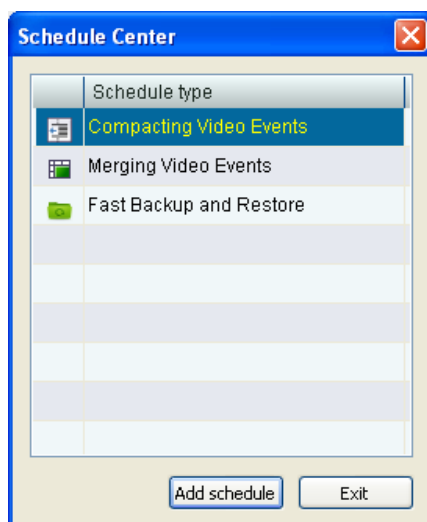 Schedule Center
Schedule type
Compacting Video Events
Merging Video Events
Fast Backup and Restore
Add schedule Exit